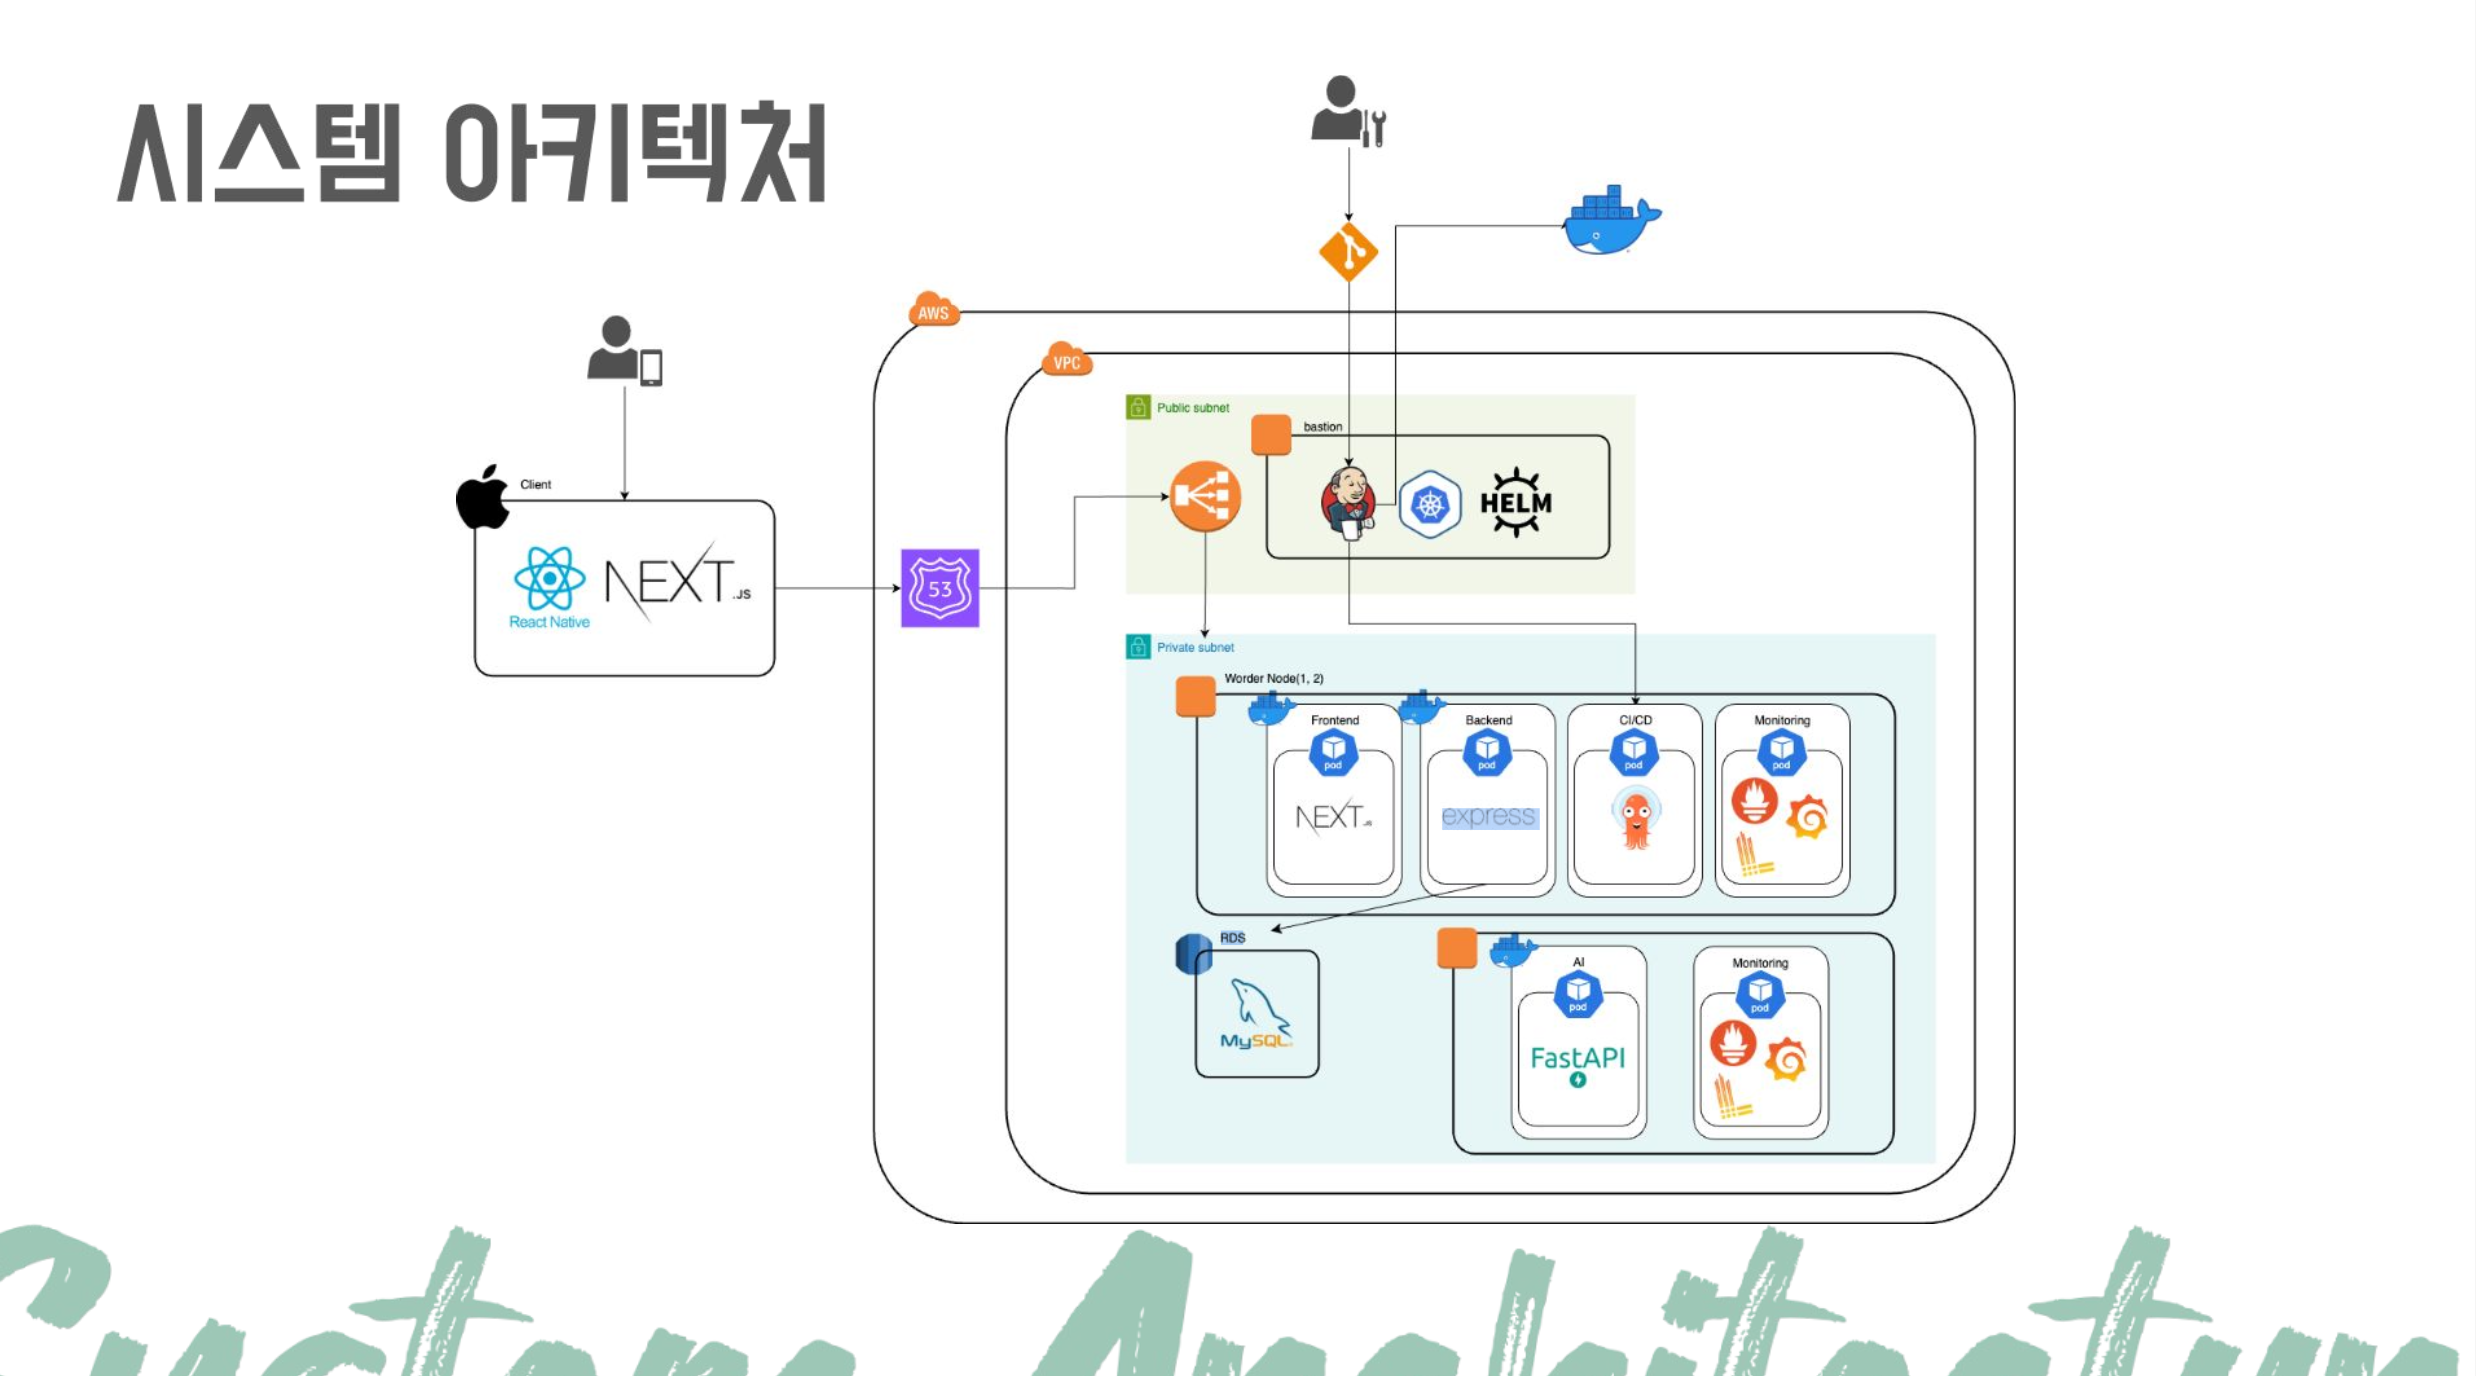 시스템 아키텍처
AWS
VPC
Public subnet
bastion
HELM
Client
React Native
NEXT.JS
53
Private subnet
Worder Node(1, 2)
Frontend
Backend
CI/CD
Monitoring
pod
pod
pod
pod
NEXT.JS
express
RDS
MySQL
AI
Monitoring
pod
pod
FastAPI
System Architecture